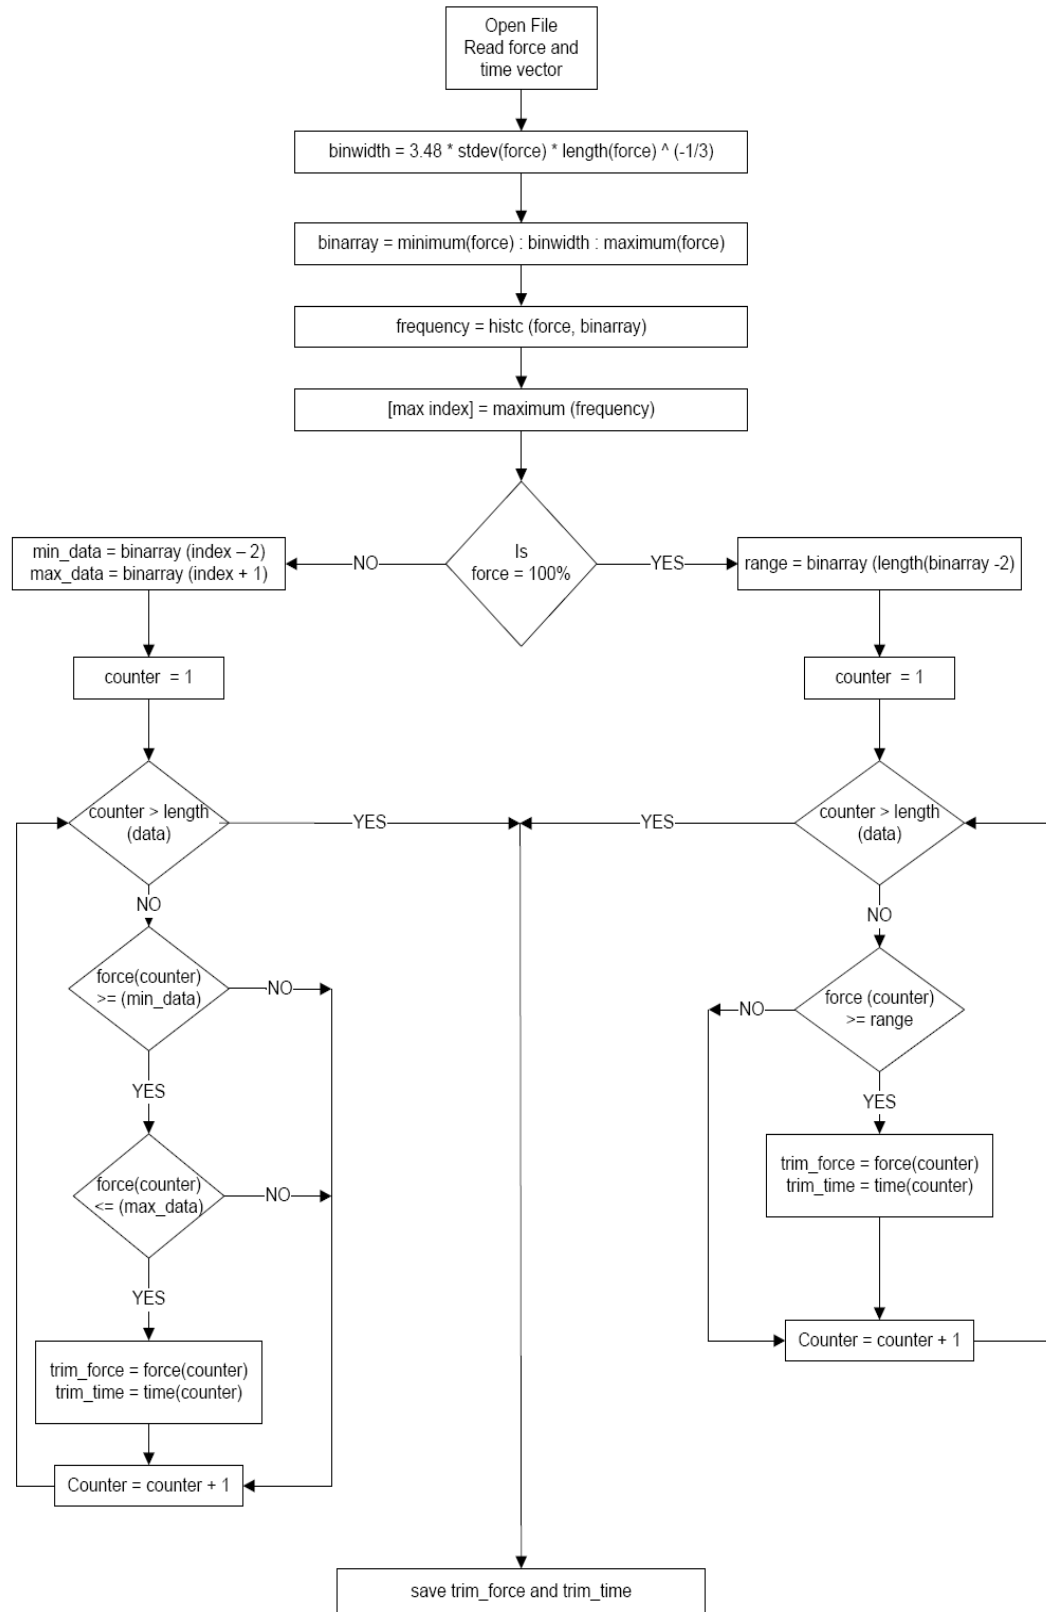 Open File
Read force and
time vector
binwidth = 3.48 * stdev(force) * length(force) ^ (-1/3)
binarray = minimum(force) : binwidth : maximum(force)
frequency = histc (force, binarray)
[max index] = maximum (frequency)
Is
force = 100%
NO
YES
min_data = binarray (index – 2)
max_data = binarray (index + 1)
range = binarray (length(binarray -2)
counter = 1
counter = 1
counter > length
(data)
YES
YES
counter > length
(data)
NO
NO
force(counter)
>= (min_data)
NO
NO
force (counter)
>= range
YES
YES
force(counter)
<= (max_data)
NO
trim_force = force(counter)
trim_time = time(counter)
YES
trim_force = force(counter)
trim_time = time(counter)
Counter = counter + 1
Counter = counter + 1
save trim_force and trim_time